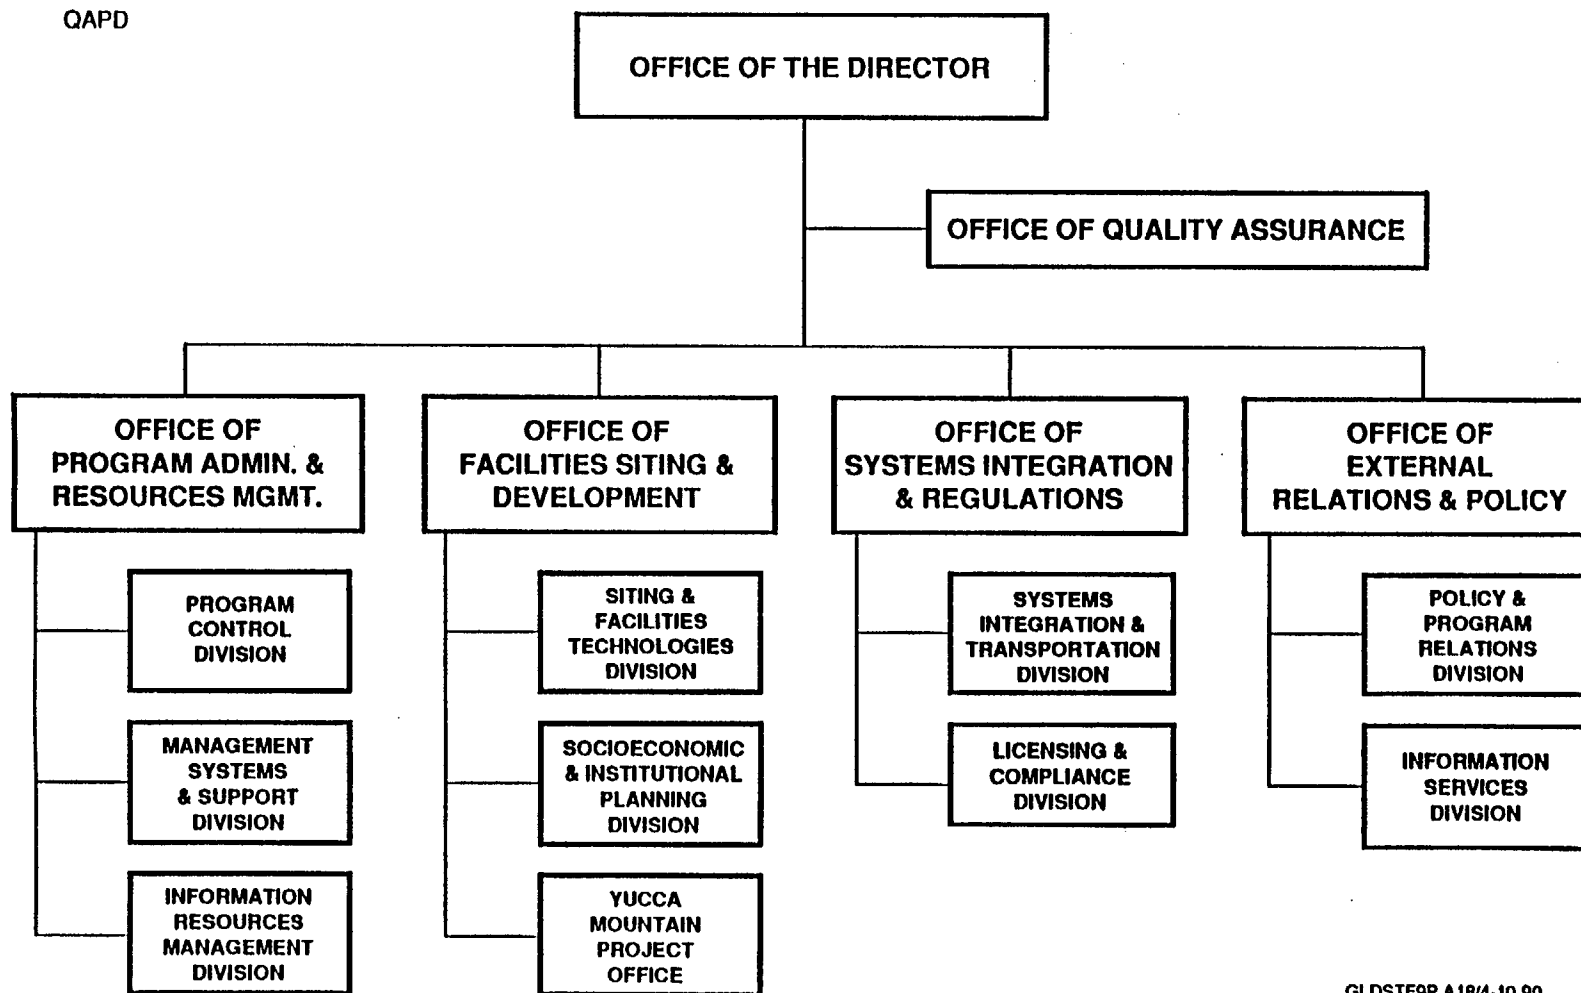 QAPD
OFFICE OF THE DIRECTOR
OFFICE OF QUALITY ASSURANCE
OFFICE OF
PROGRAM ADMIN. &
RESOURCES MGMT.
PROGRAM
CONTROL
DIVISION
MANAGEMENT
SYSTEMS
& SUPPORT
DIVISION
INFORMATION
RESOURCES
MANAGEMENT
DIVISION
OFFICE OF
FACILITIES SITING &
DEVELOPMENT
SITING &
FACILITIES
TECHNOLOGIES
DIVISION
SOCIOECONOMIC
& INSTITUTIONAL
PLANNING
DIVISION
YUCCA
MOUNTAIN
PROJECT
OFFICE
OFFICE OF
SYSTEMS INTEGRATION
& REGULATIONS
SYSTEMS
INTEGRATION &
TRANSPORTATION
DIVISION
LICENSING &
COMPLIANCE
DIVISION
OFFICE OF
EXTERNAL
RELATIONS & POLICY
POLICY &
PROGRAM
RELATIONS
DIVISION
INFORMATION
SERVICES
DIVISION